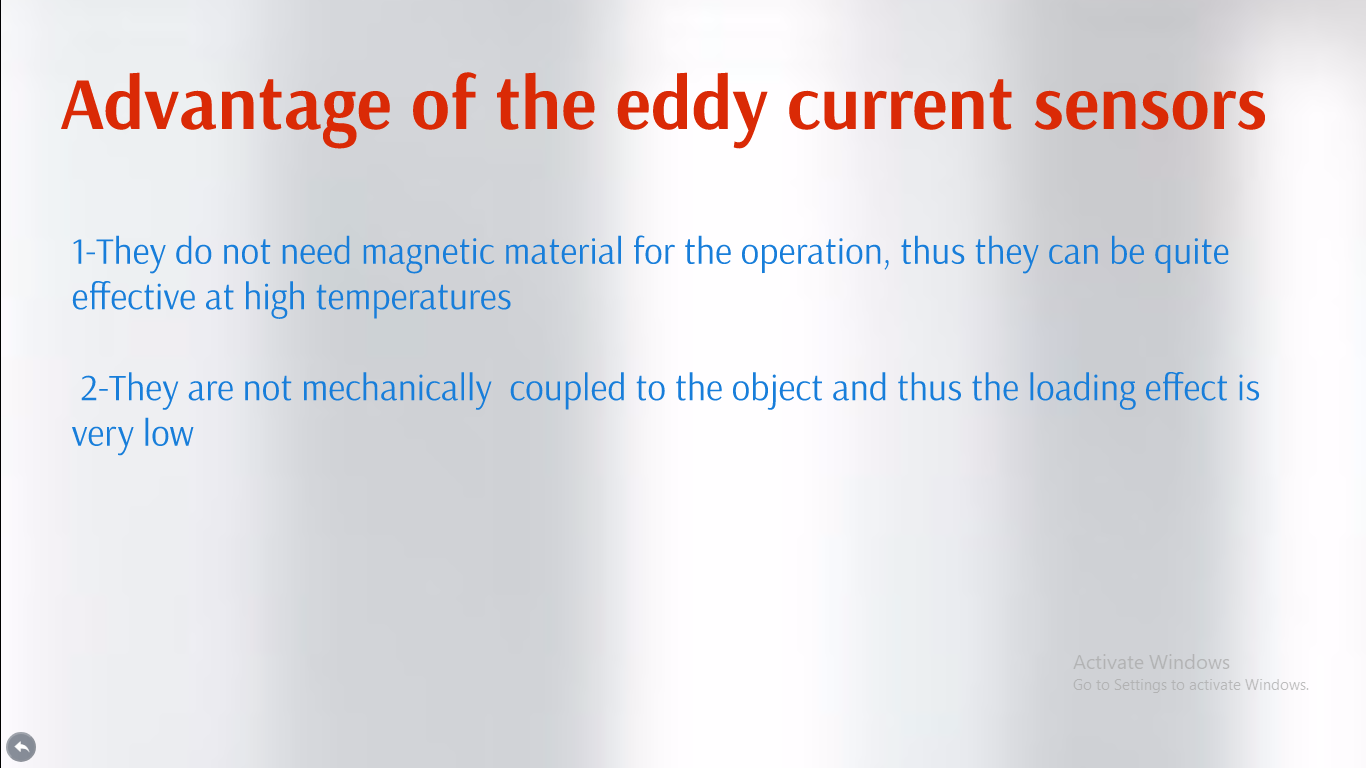 Advantage of the eddy current sensors
1-They do not need magnetic material for the operation, thus they can be quite
effective at high temperatures
2-They are not mechanically  coupled to the object and thus the loading effect is
very low
Activate Windows
Go to Settings to activate Windows.